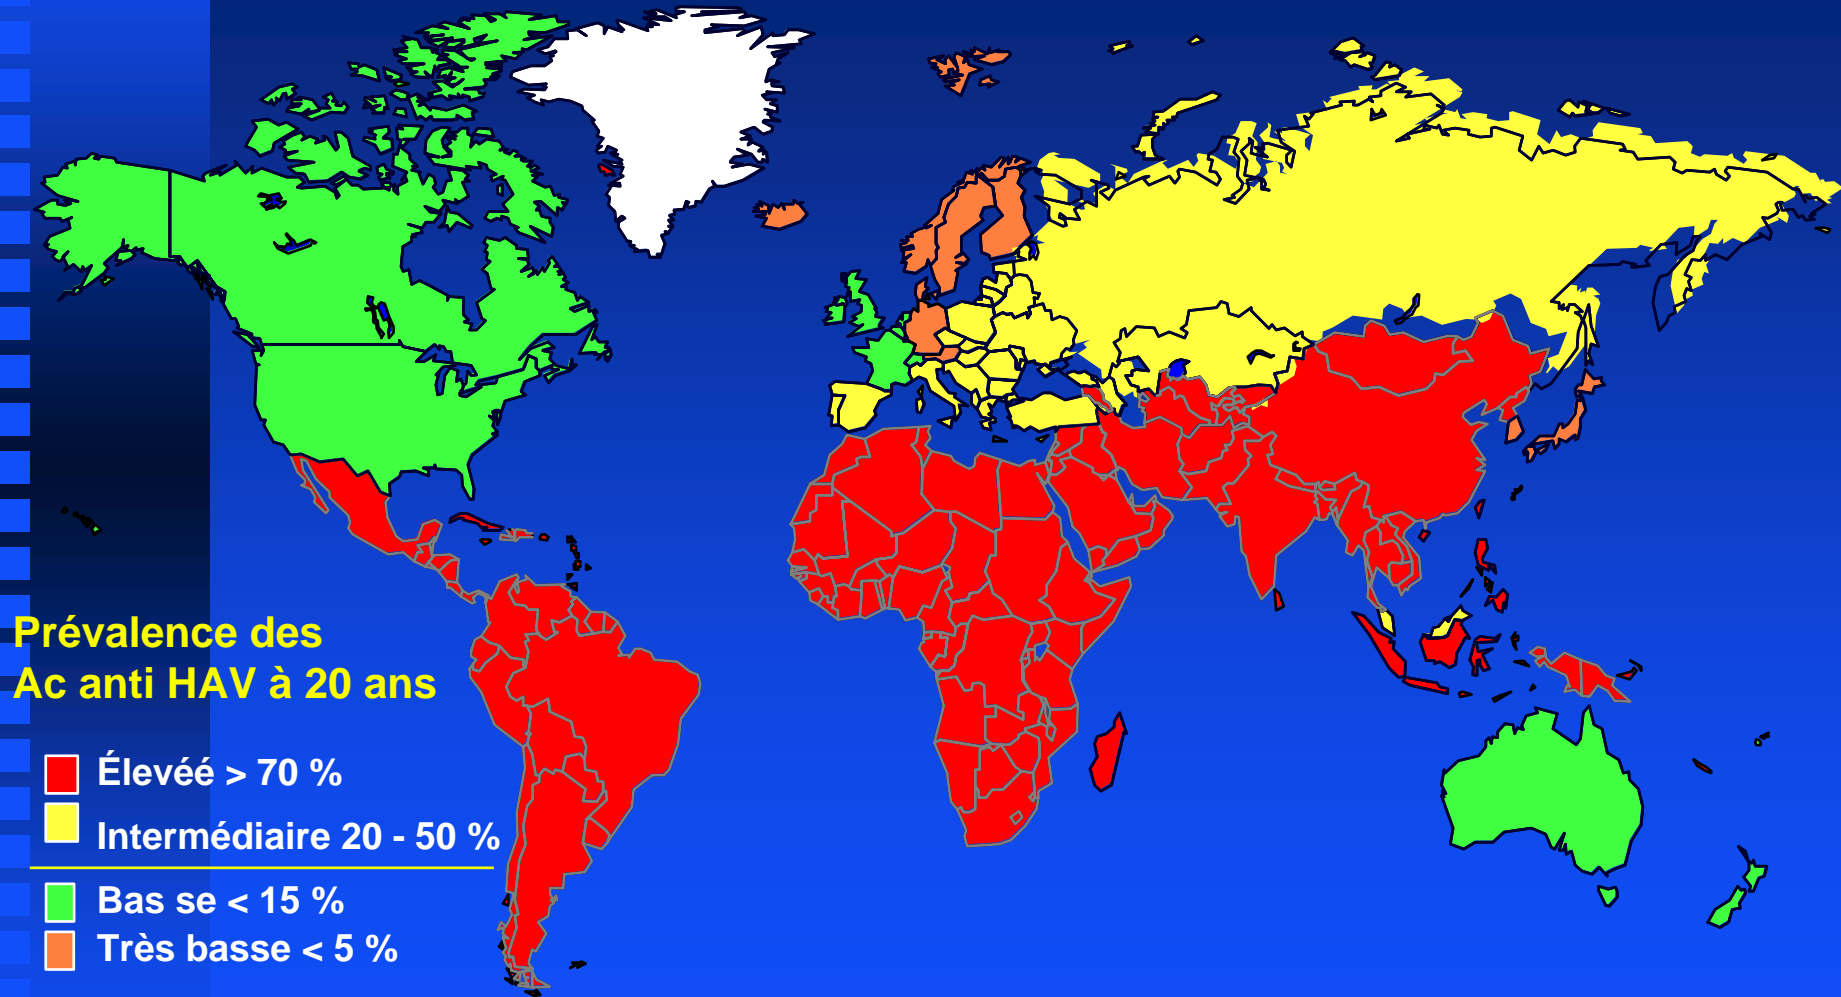 Prévalence des
Ac anti HAV à 20 ans
Élevéé > 70 %
Intermédiaire 20 - 50 %
Bas se < 15 %
Très basse < 5 %